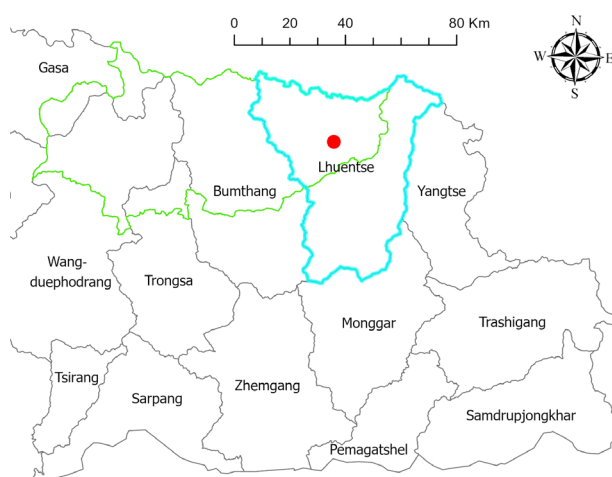 0 20 40 80 Km
N
W E
S
Gasa
Lhuentse
Bumthang
Yangtse
Wang-
duephodrang
Trongsa
Monggar
Trashigang
Tsirang
Sarpang
Zhemgang
Samdrupjongkhar
Pemagatshel